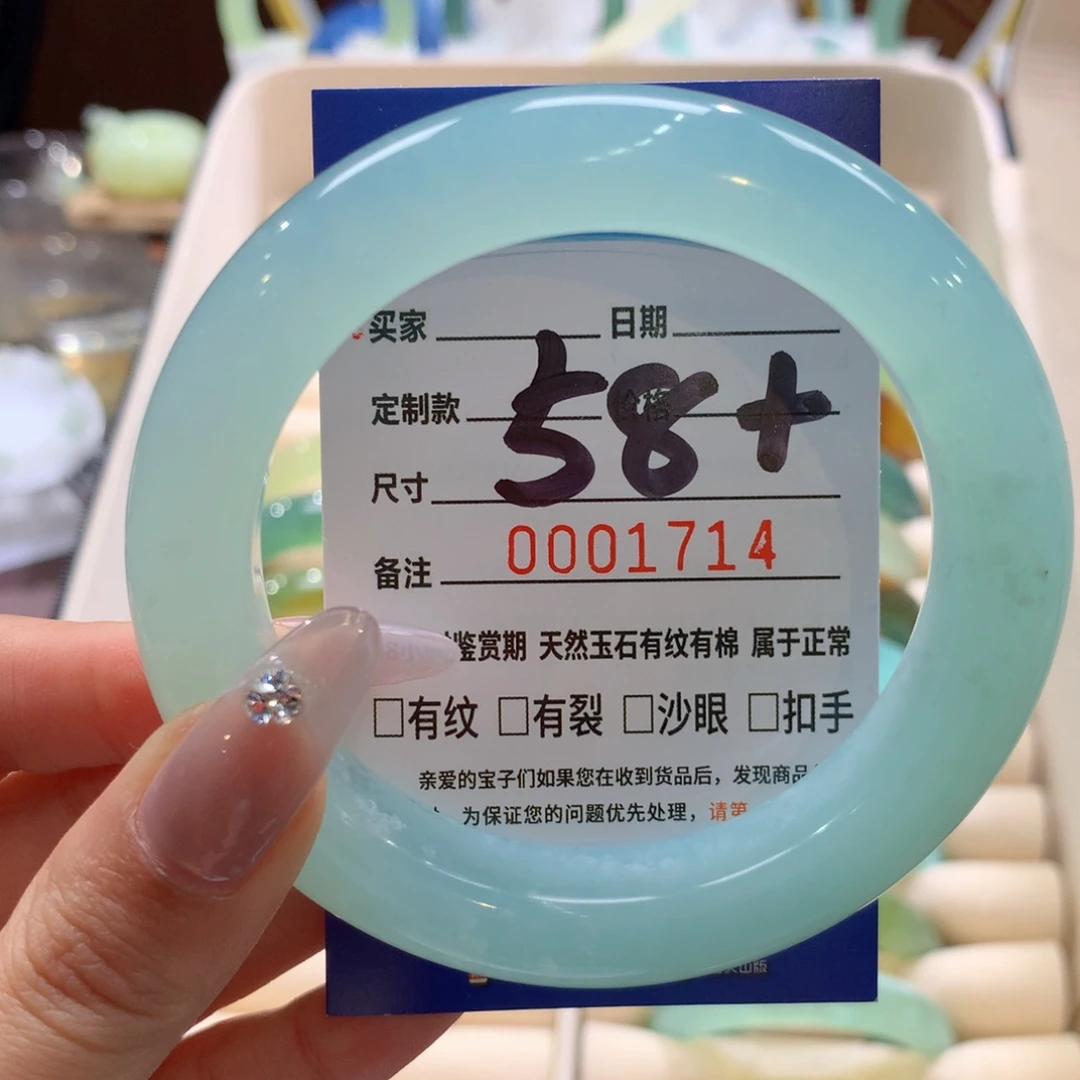 买家 日期
定制款 价格
58+
尺寸
0001714
备注
鉴赏期 天然玉石有纹有棉 属于正常
□有纹 □有裂 □沙眼 □扣手
亲爱的宝子们如果您在收到货品后，发现商品
为保证您的问题优先处理，请第